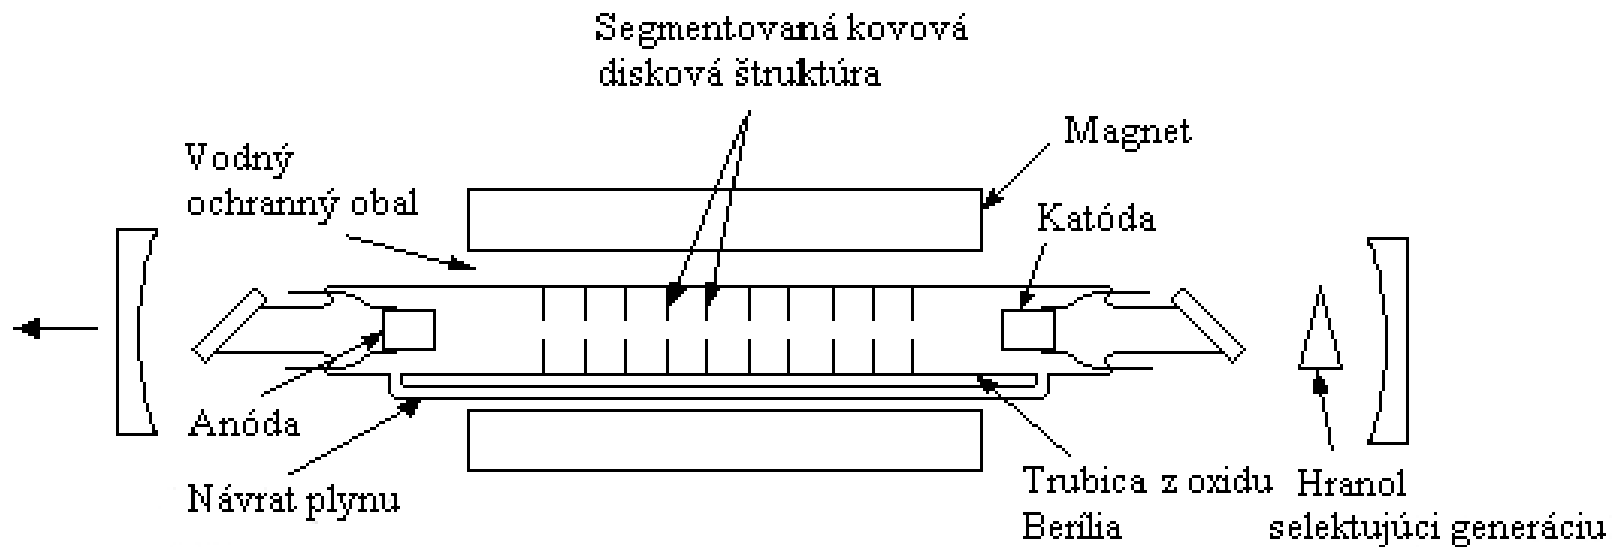 Segmentovaná kovová
disková štruktúra
Magnet
Vodný
ochranný obal
Katóda
Anóda
Návrat plynu
Trubica z oxidu
Berília
Hranol
selektujúci generáciu